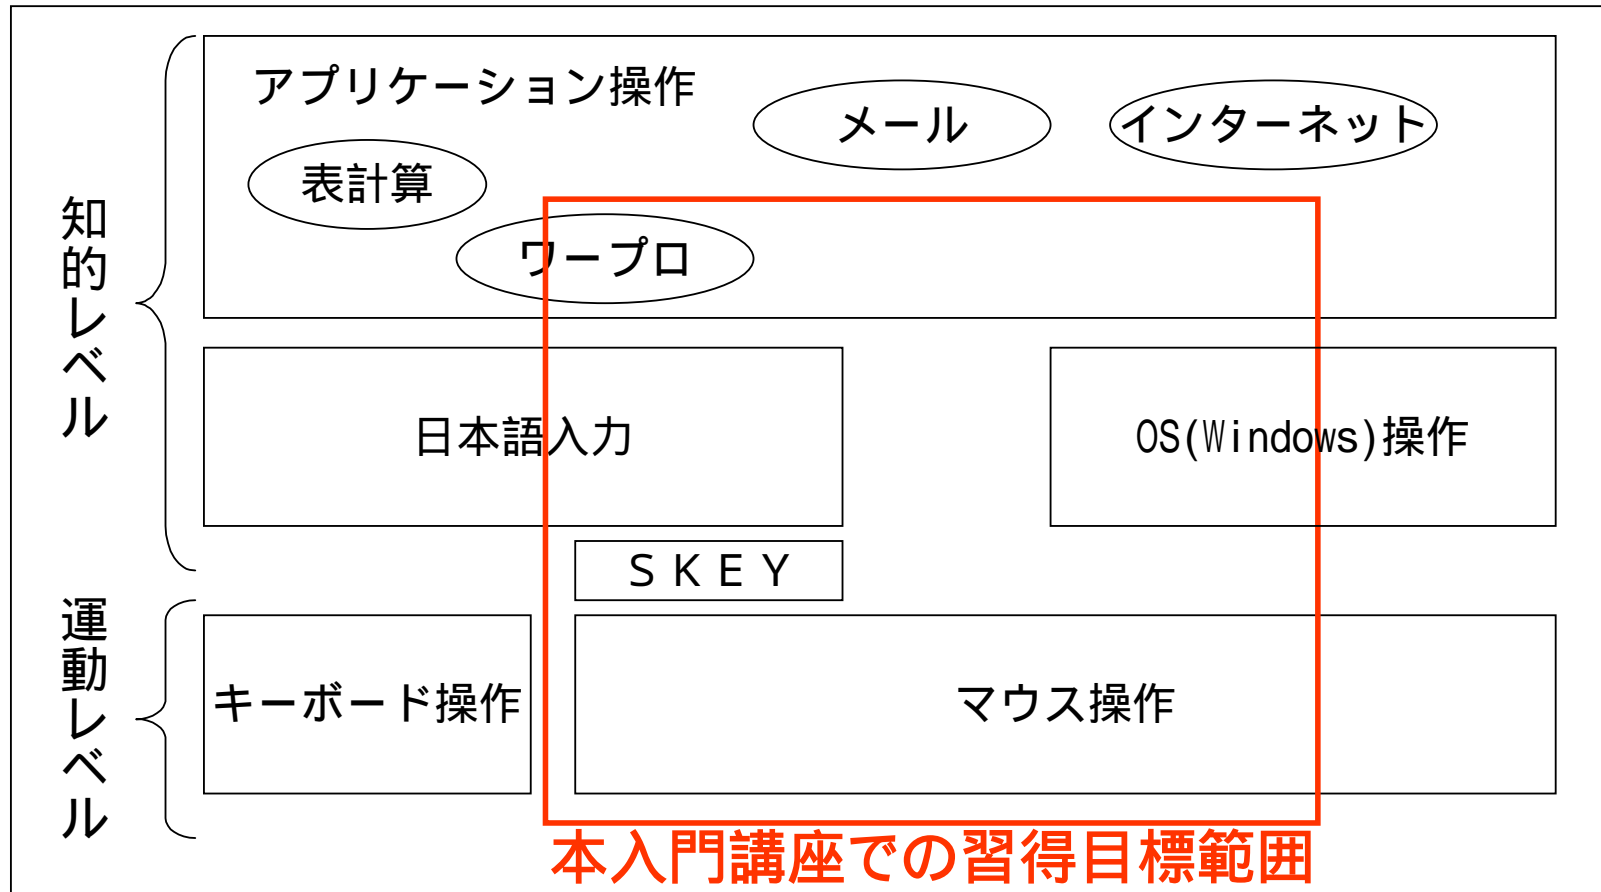 アプリケーション操作
メール
インターネット
表計算
ワープロ
知的レベル
日本語入力
OS(Windows)操作
ＳＫＥＹ
運動レベル
キーボード操作
マウス操作
本入門講座での習得目標範囲